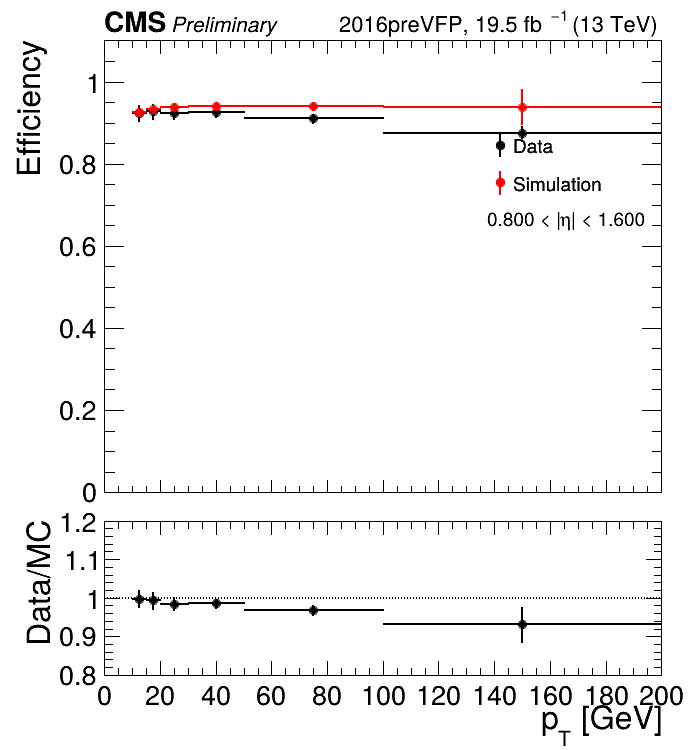 CMS Preliminary 2016preVFP, 19.5 fb⁻¹ (13 TeV)
Efficiency
1
0.8
0.6
0.4
0.2
0
Data
Simulation
0.800 < |η| < 1.600
Data/MC
1.2
1.1
1
0.9
0.8
0 20 40 60 80 100 120 140 160 180 200
p_T [GeV]